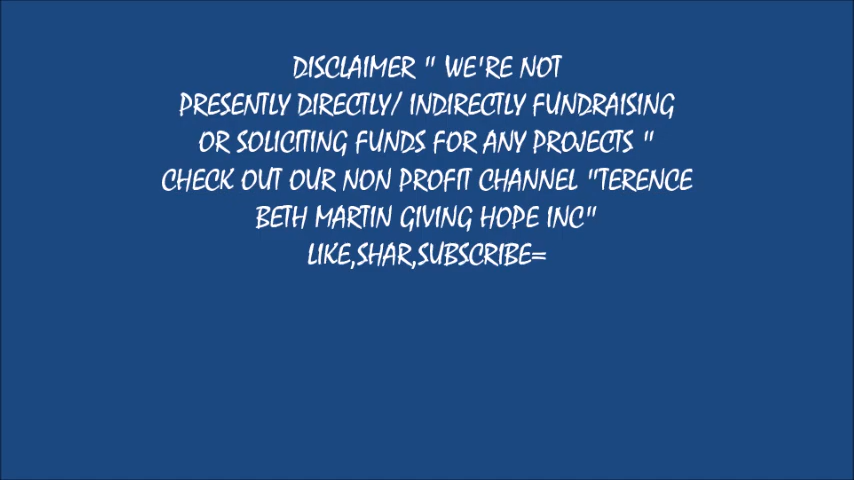 DISCLAIMER " WE'RE NOT
PRESENTLY DIRECTLY/ INDIRECTLY FUNDRAISING
OR SOLICITING FUNDS FOR ANY PROJECTS "
CHECK OUT OUR NON PROFIT CHANNEL "TERENCE
BETH MARTIN GIVING HOPE INC"
LIKE,SHAR,SUBSCRIBE=